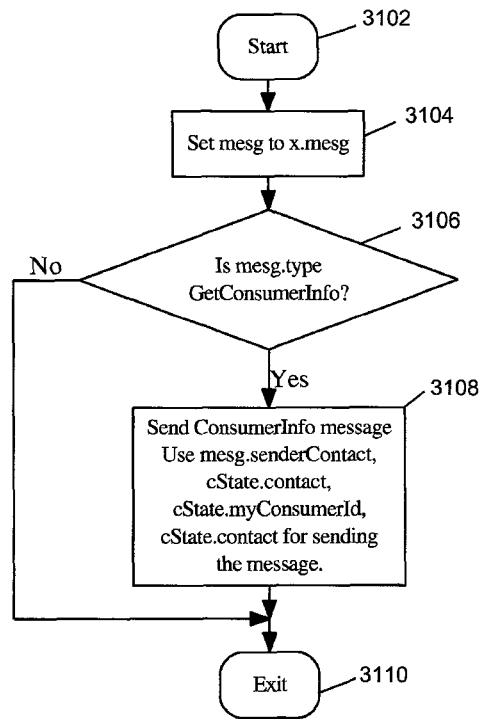 3102
Start
3104
Set mesg to x.mesg
3106
No
Is mesg.type
GetConsumerInfo?
Yes
3108
Send ConsumerInfo message
Use mesg.senderContact,
cState.contact,
cState.myConsumerId,
cState.contact for sending
the message.
Exit
3110